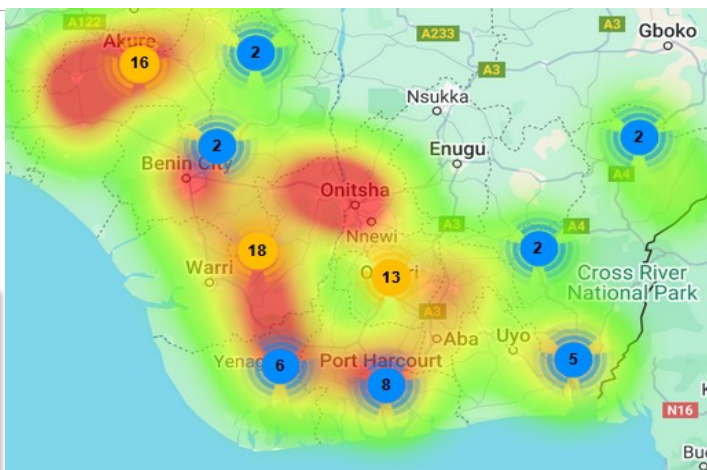 A122
Akure
16
2
A233
A3
A3
Gboko
Nsukka
2
2
Benin City
Enugu
A4
Onitsha
Nnewi
A3
A4
18
2
Warri
13
Cross River
National Park
A3
Aba
Uyo
Port Harcourt
6
8
5
N16